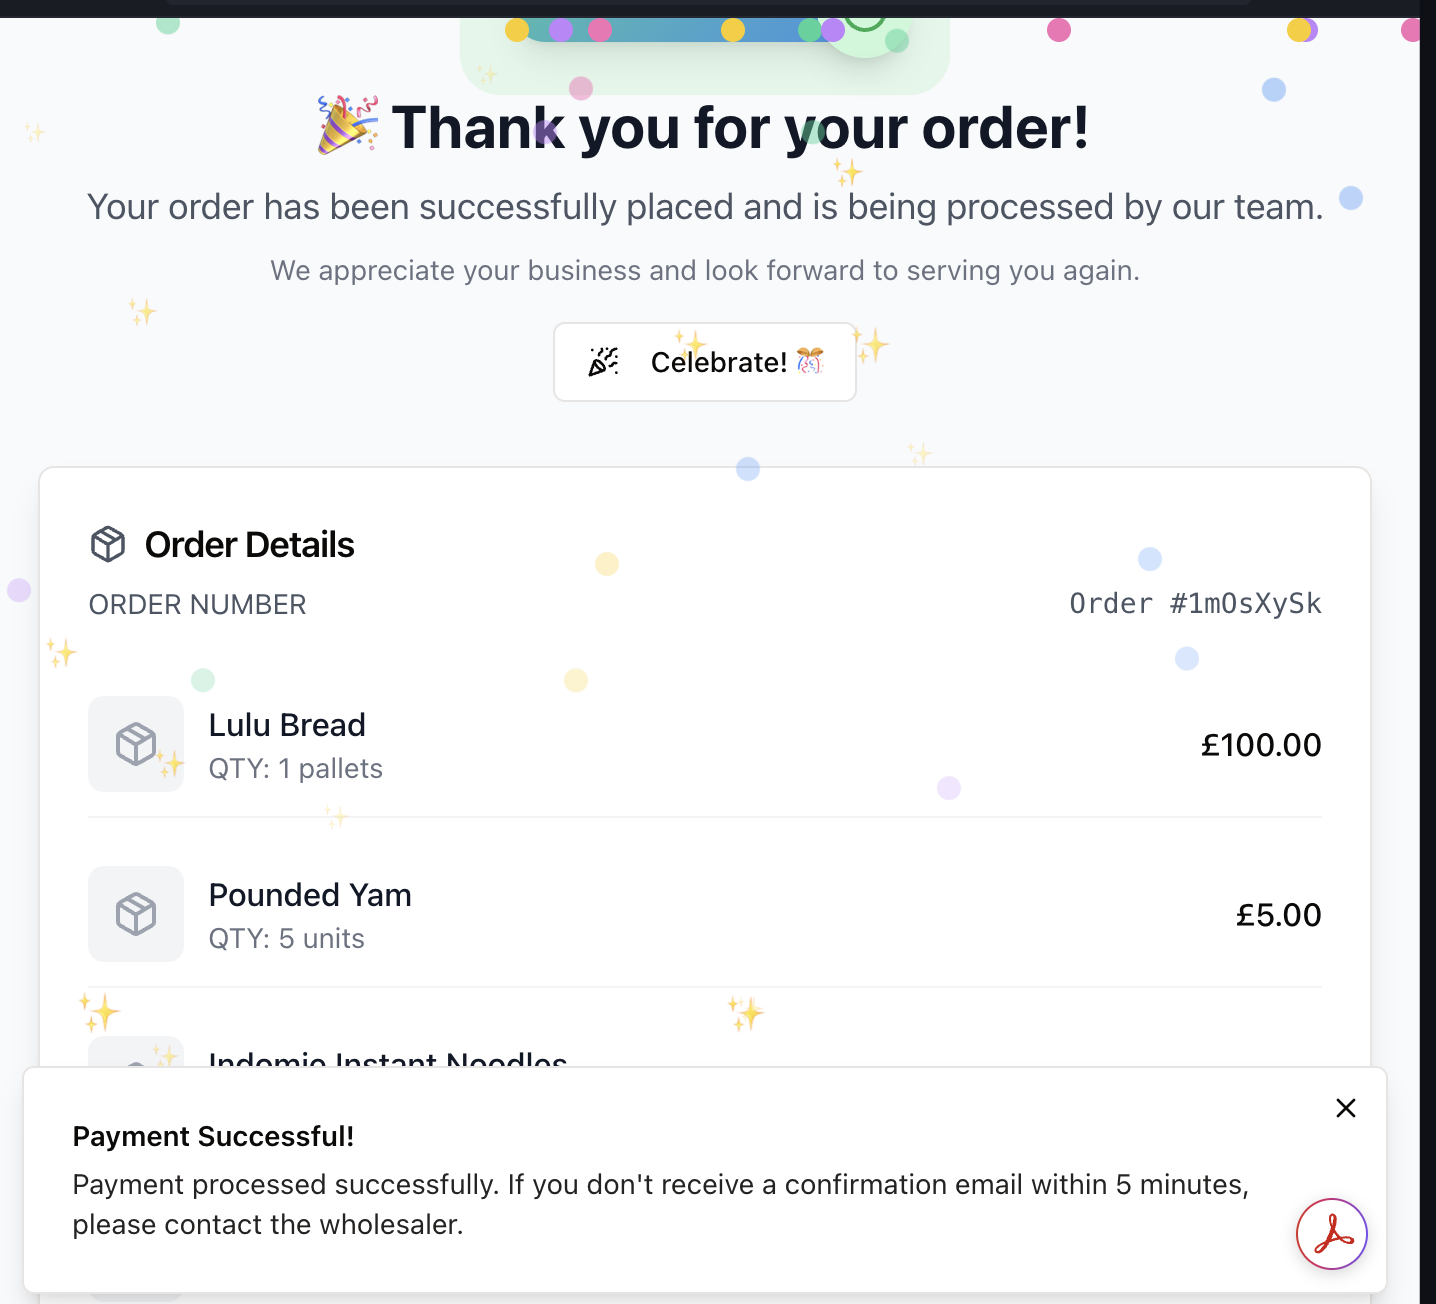 Thank you for your order!
Your order has been successfully placed and is being processed by our team.
We appreciate your business and look forward to serving you again.
Celebrate!
Order Details
ORDER NUMBER
Order #1mOsXySk
Lulu Bread
QTY: 1 pallets
£100.00
Pounded Yam
QTY: 5 units
£5.00
Indomie Instant Noodles
Payment Successful!
Payment processed successfully. If you don't receive a confirmation email within 5 minutes,
please contact the wholesaler.